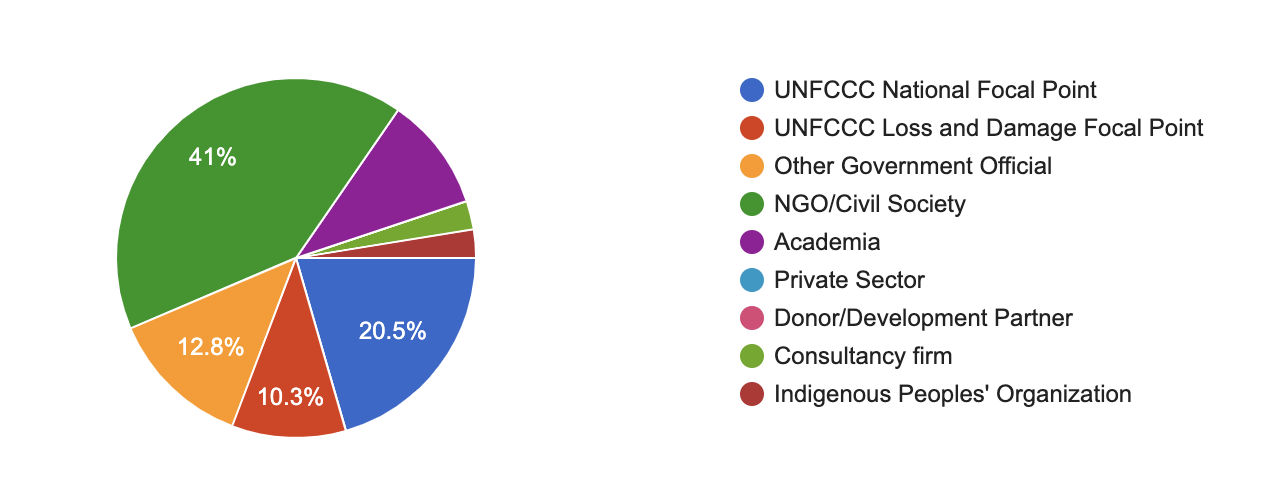 41%
12.8%
10.3%
20.5%
UNFCCC National Focal Point
UNFCCC Loss and Damage Focal Point
Other Government Official
NGO/Civil Society
Academia
Private Sector
Donor/Development Partner
Consultancy firm
Indigenous Peoples' Organization